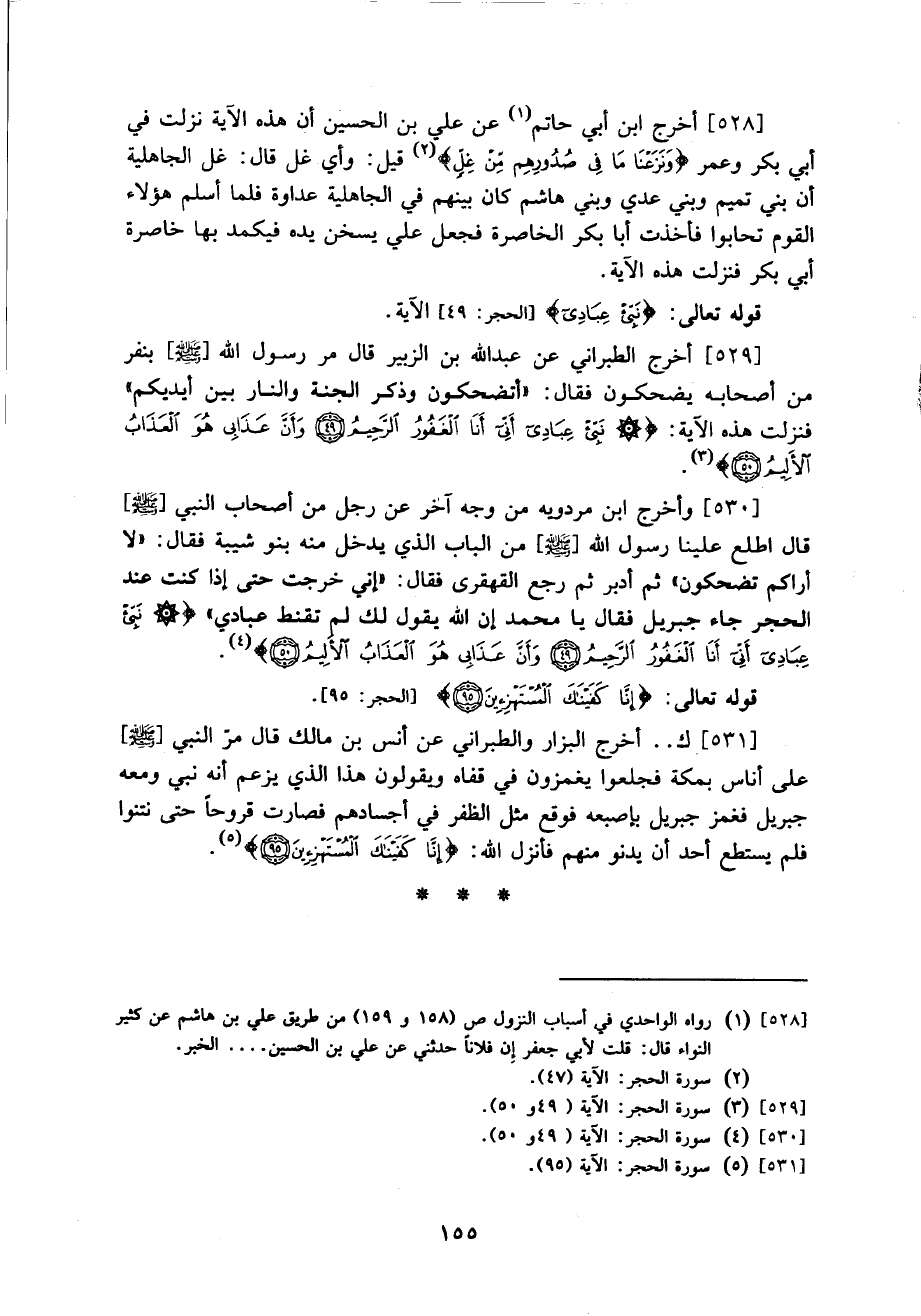 [٥٢٨] أخرج ابن أبي حاتم(١) عن علي بن الحسين أن هذه الآية نزلت في
أبي بكر وعمر ﴿وَنَزَعْنَا مَا فِى صُدُورِهِم مِّنْ غِلٍّ﴾(٢) قيل: وأي غل قال: غل الجاهلية
أن بني تميم وبني عدي وبني هاشم كان بينهم في الجاهلية عداوة فلما أسلم هؤلاء
القوم تحابوا فأخذت أبا بكر الخاصرة فجعل علي يسخن يده فيكمد بها خاصرة
أبي بكر فنزلت هذه الآية.
قوله تعالى: ﴿نَبِّئْ عِبَادِىٓ﴾ [الحجر: ٤٩] الآية.
[٥٢٩] أخرج الطبراني عن عبدالله بن الزبير قال مر رسول الله [ﷺ] بنفر
من أصحابه يضحكون فقال: «أتضحكون وذكر الجنة والنار بين أيديكم»
فنزلت هذه الآية: ﴿۞ نَبِّئْ عِبَادِىٓ أَنِّىٓ أَنَا ٱلْغَفُورُ ٱلرَّحِيمُ ٤٩ وَأَنَّ عَذَابِى هُوَ ٱلْعَذَابُ
ٱلْأَلِيمُ ٥٠﴾(٣).
[٥٣٠] وأخرج ابن مردويه من وجه آخر عن رجل من أصحاب النبي [ﷺ]
قال اطلع علينا رسول الله [ﷺ] من الباب الذي يدخل منه بنو شيبة فقال: «لا
أراكم تضحكون» ثم أدبر ثم رجع القهقرى فقال: «إني خرجت حتى إذا كنت عند
الحجر جاء جبريل فقال يا محمد إن الله يقول لك لم تقنط عبادي» ﴿۞ نَبِّئْ
عِبَادِىٓ أَنِّىٓ أَنَا ٱلْغَفُورُ ٱلرَّحِيمُ ٤٩ وَأَنَّ عَذَابِى هُوَ ٱلْعَذَابُ ٱلْأَلِيمُ ٥٠﴾(٤).
قوله تعالى: ﴿إِنَّا كَفَيْنَٰكَ ٱلْمُسْتَهْزِءِينَ ٩٥﴾ [الحجر: ٩٥].
[٥٣١] ك.. أخرج البزار والطبراني عن أنس بن مالك قال مرّ النبي [ﷺ]
على أناس بمكة فجعلوا يغمزون في قفاه ويقولون هذا الذي يزعم أنه نبي ومعه
جبريل فغمز جبريل بإصبعه فوقع مثل الظفر في أجسادهم فصارت قروحاً حتى نتنوا
فلم يستطع أحد أن يدنو منهم فأنزل الله: ﴿إِنَّا كَفَيْنَٰكَ ٱلْمُسْتَهْزِءِينَ ٩٥﴾(٥).
* * *
[٥٢٨] (١) رواه الواحدي في أسباب النزول ص (١٥٨ و ١٥٩) من طريق علي بن هاشم عن كثير
النواء قال: قلت لأبي جعفر إن فلاناً حدثني عن علي بن الحسين.... الخبر.
(٢) سورة الحجر: الآية (٤٧).
[٥٢٩] (٣) سورة الحجر: الآية ( ٤٩و ٥٠).
[٥٣٠] (٤) سورة الحجر: الآية ( ٤٩و ٥٠).
[٥٣١] (٥) سورة الحجر: الآية (٩٥).
١٥٥